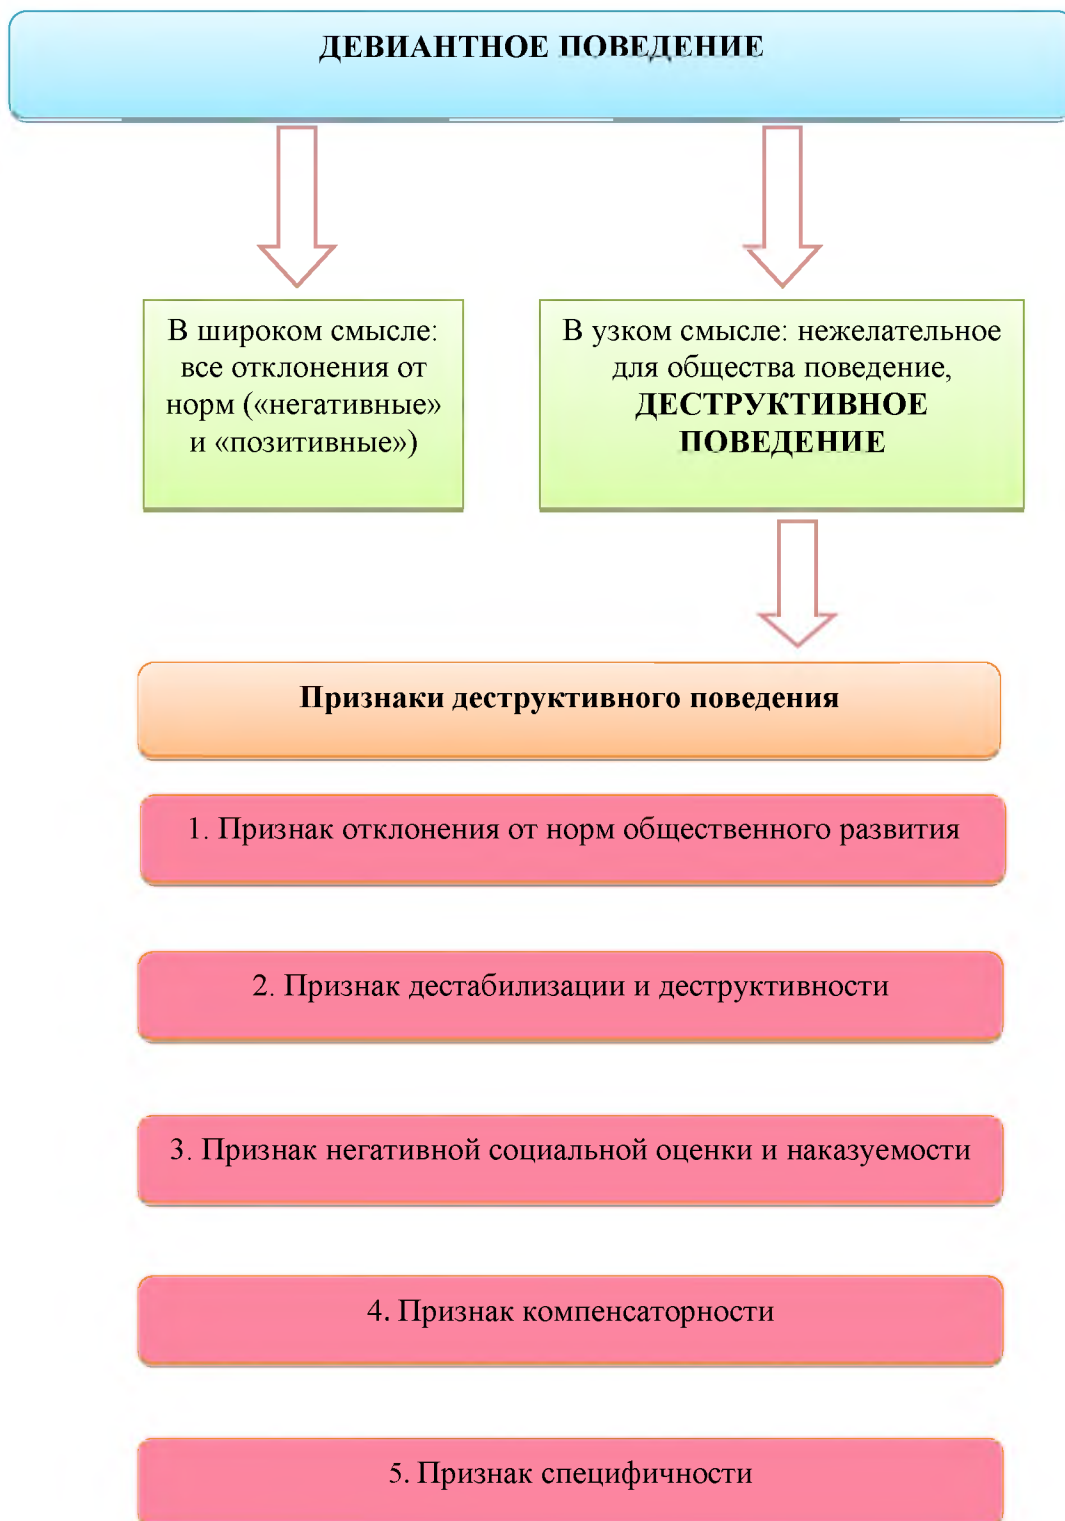 ДЕВИАНТНОЕ ПОВЕДЕНИЕ
В широком смысле:
все отклонения от
норм («негативные»
и «позитивные»)
В узком смысле: нежелательное
для общества поведение,
ДЕСТРУКТИВНОЕ
ПОВЕДЕНИЕ
Признаки деструктивного поведения
1. Признак отклонения от норм общественного развития
2. Признак дестабилизации и деструктивности
3. Признак негативной социальной оценки и наказуемости
4. Признак компенсаторности
5. Признак специфичности